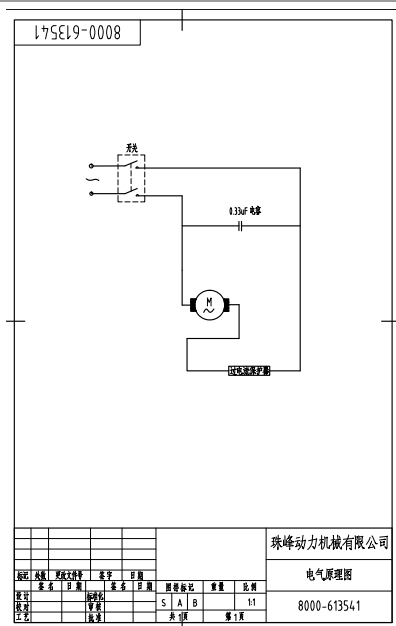 8000-613541
开关
0.33uF 电容
M
过电流保护器
珠峰动力机械有限公司
标记 处数 更改文件号 签字 日期
签名 日期 签名 日期
图样标记 重量 比例
电气原理图
设计 标准化
校对 审核
S A B 1:1
8000-613541
工艺 批准
共1页 第1页